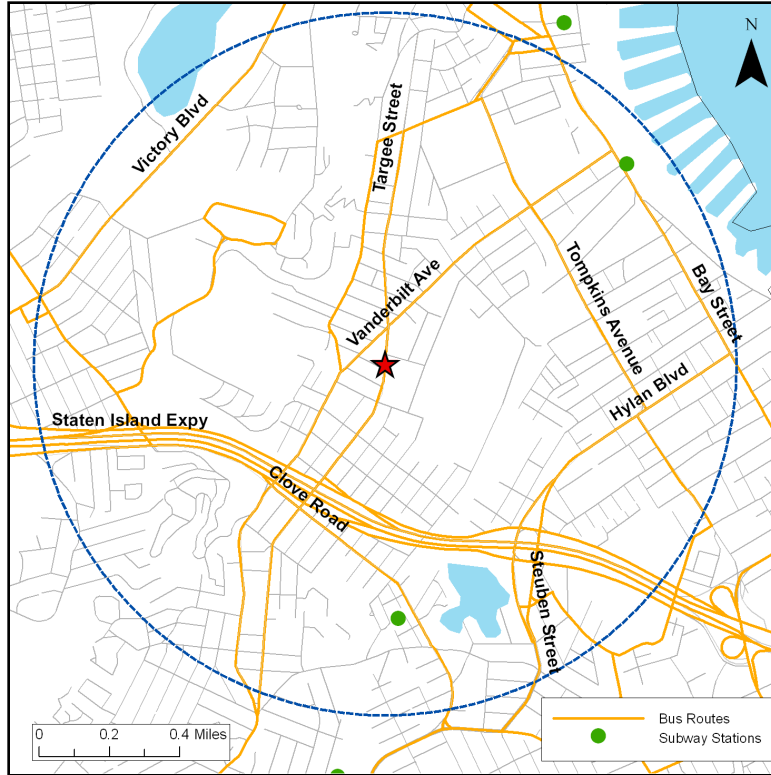 N
Victory Blvd
Targee Street
Vanderbilt Ave
Tompkins Avenue
Bay Street
Hylan Blvd
Staten Island Expy
Clove Road
Steuben Street
0 0.2 0.4 Miles
Bus Routes
Subway Stations